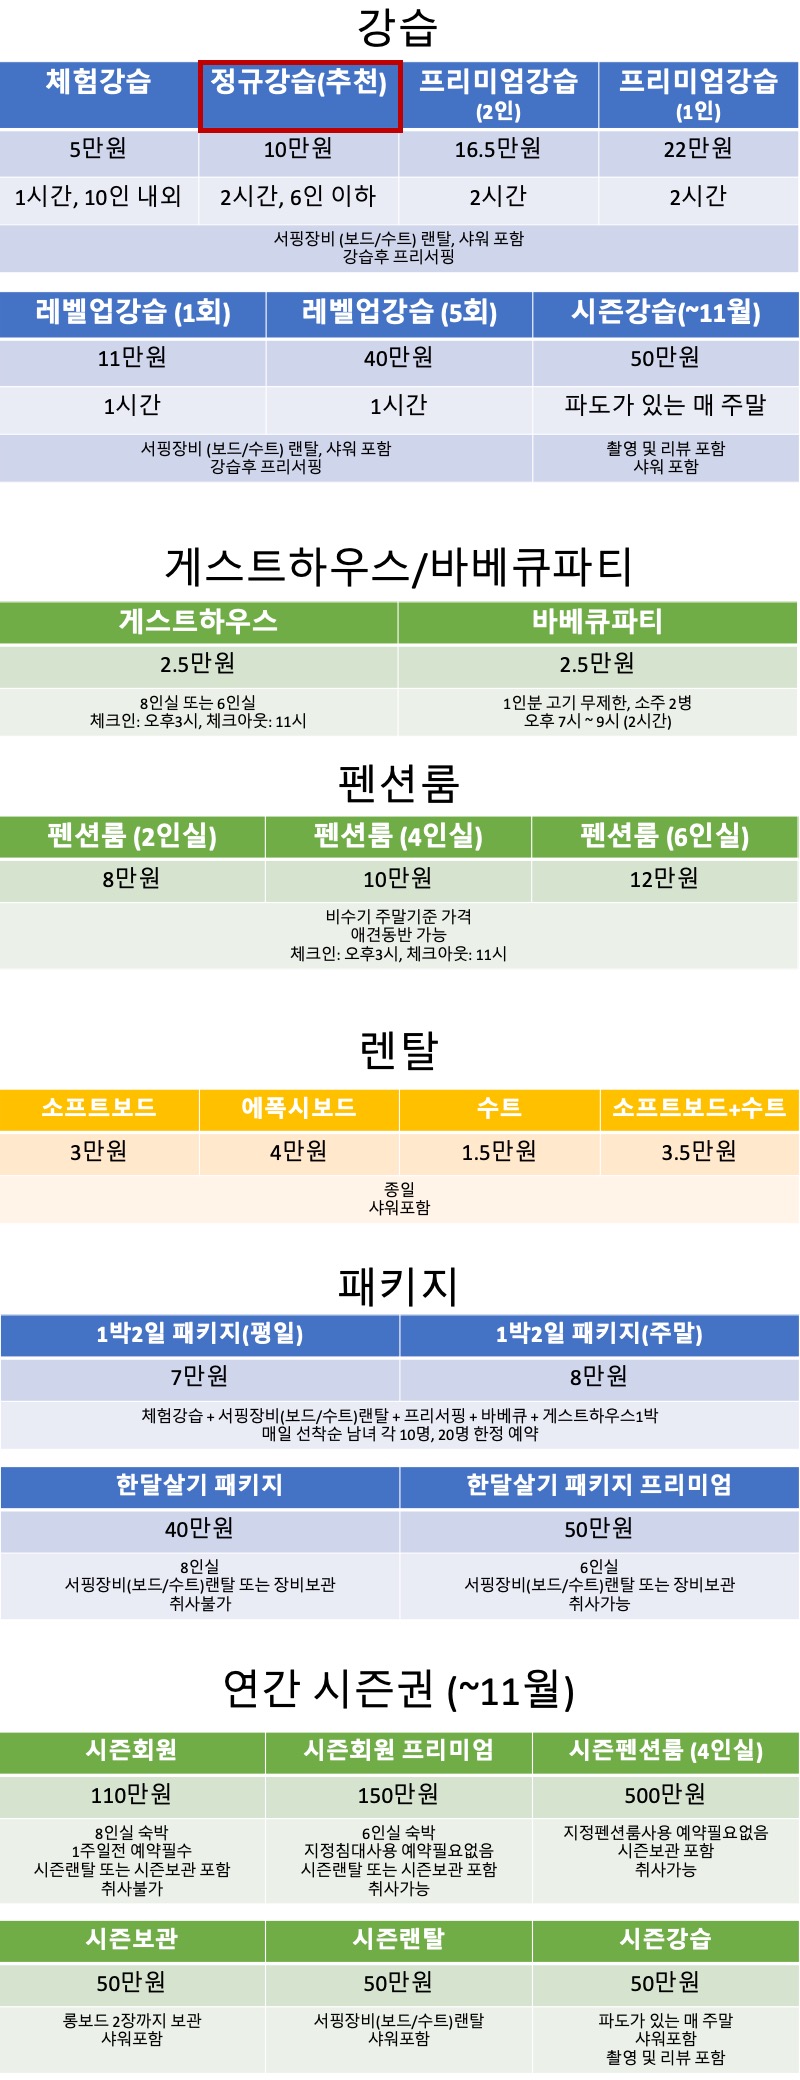 강습
체험강습 정규강습(추천) 프리미엄강습 프리미엄강습
(2인) (1인)
5만원 10만원 16.5만원 22만원
1시간, 10인 내외 2시간, 6인 이하 2시간 2시간
서핑장비 (보드/수트) 랜탈, 샤워 포함
강습후 프리서핑
레벨업강습 (1회) 레벨업강습 (5회) 시즌강습(~11월)
11만원 40만원 50만원
1시간 1시간 파도가 있는 매 주말
서핑장비 (보드/수트) 랜탈, 샤워 포함 촬영 및 리뷰 포함
강습후 프리서핑 샤워 포함
게스트하우스/바베큐파티
게스트하우스 바베큐파티
2.5만원 2.5만원
8인실 또는 6인실 1인분 고기 무제한, 소주 2병
체크인: 오후3시, 체크아웃: 11시 오후 7시 ~ 9시 (2시간)
펜션룸
펜션룸 (2인실) 펜션룸 (4인실) 펜션룸 (6인실)
8만원 10만원 12만원
비수기 주말기준 가격
애견동반 가능
체크인: 오후3시, 체크아웃: 11시
렌탈
소프트보드 에폭시보드 수트 소프트보드+수트
3만원 4만원 1.5만원 3.5만원
종일
샤워포함
패키지
1박2일 패키지(평일) 1박2일 패키지(주말)
7만원 8만원
체험강습 + 서핑장비(보드/수트)랜탈 + 프리서핑 + 바베큐 + 게스트하우스1박
매일 선착순 남녀 각 10명, 20명 한정 예약
한달살기 패키지 한달살기 패키지 프리미엄
40만원 50만원
8인실 6인실
서핑장비(보드/수트)랜탈 또는 장비보관 서핑장비(보드/수트)랜탈 또는 장비보관
취사불가 취사가능
연간 시즌권 (~11월)
시즌회원 시즌회원 프리미엄 시즌펜션룸 (4인실)
110만원 150만원 500만원
8인실 숙박 6인실 숙박 지정펜션룸사용 예약필요없음
1주일전 예약필수 지정침대사용 예약필요없음 시즌보관 포함
시즌랜탈 또는 시즌보관 포함 시즌랜탈 또는 시즌보관 포함 취사가능
취사불가 취사가능
시즌보관 시즌랜탈 시즌강습
50만원 50만원 50만원
롱보드 2장까지 보관 서핑장비(보드/수트)랜탈 파도가 있는 매 주말
샤워포함 샤워포함 샤워포함
촬영 및 리뷰 포함